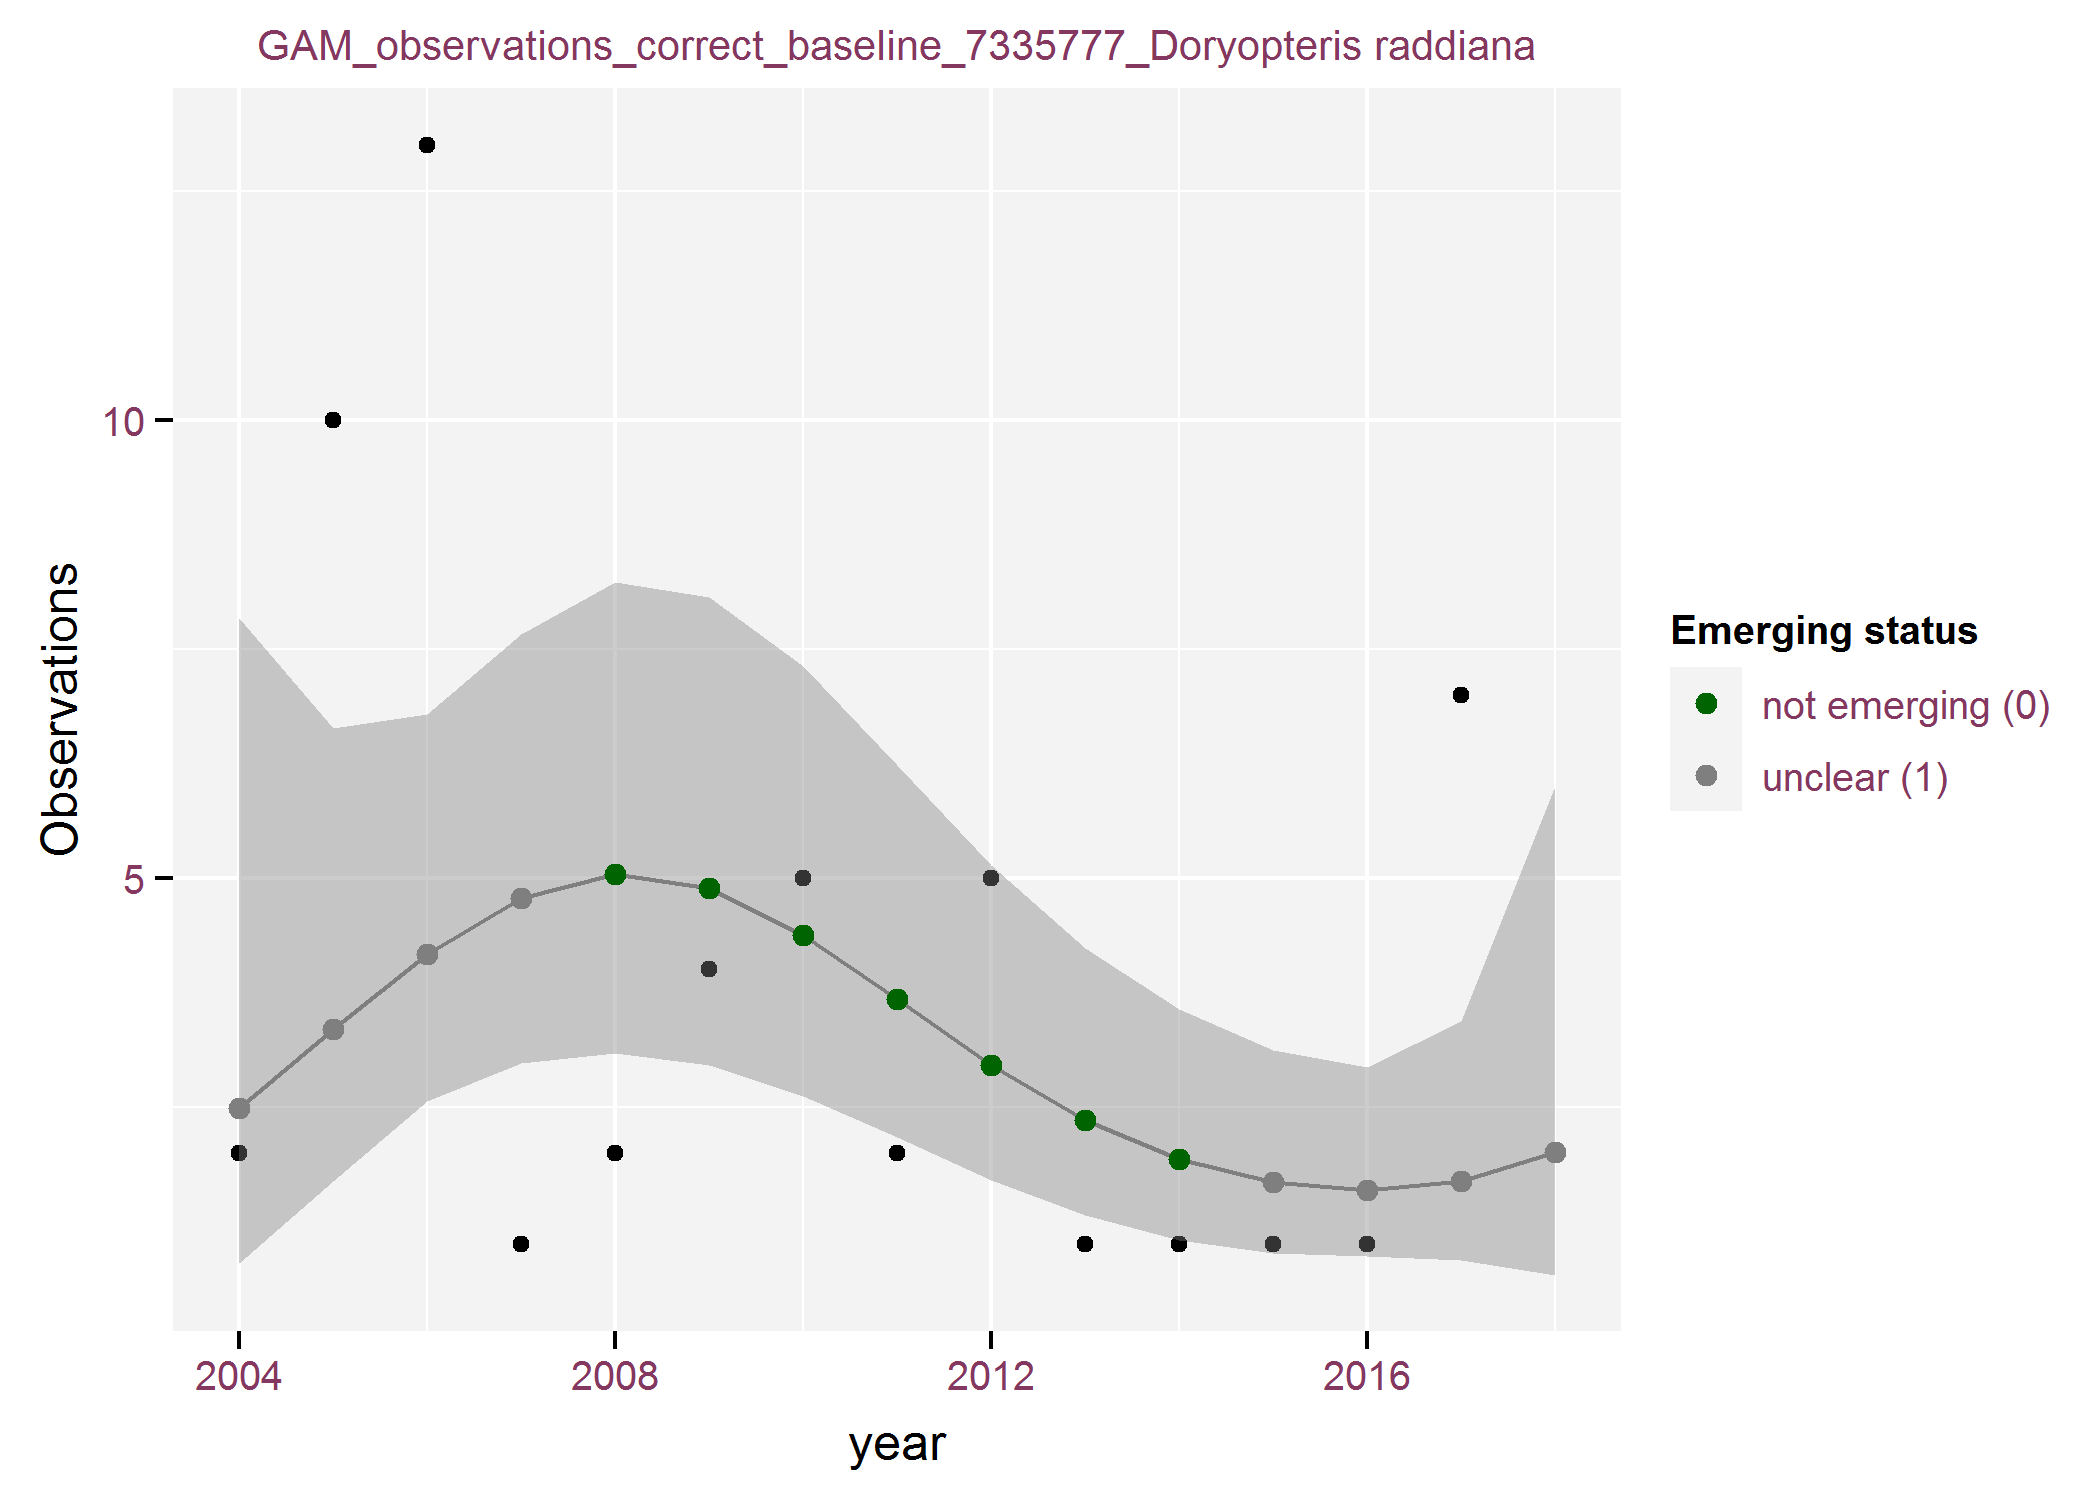 GAM_observations_correct_baseline_7335777_Doryopteris raddiana
Observations
10
5
2004
2008
2012
2016
year
Emerging status
not emerging (0)
unclear (1)